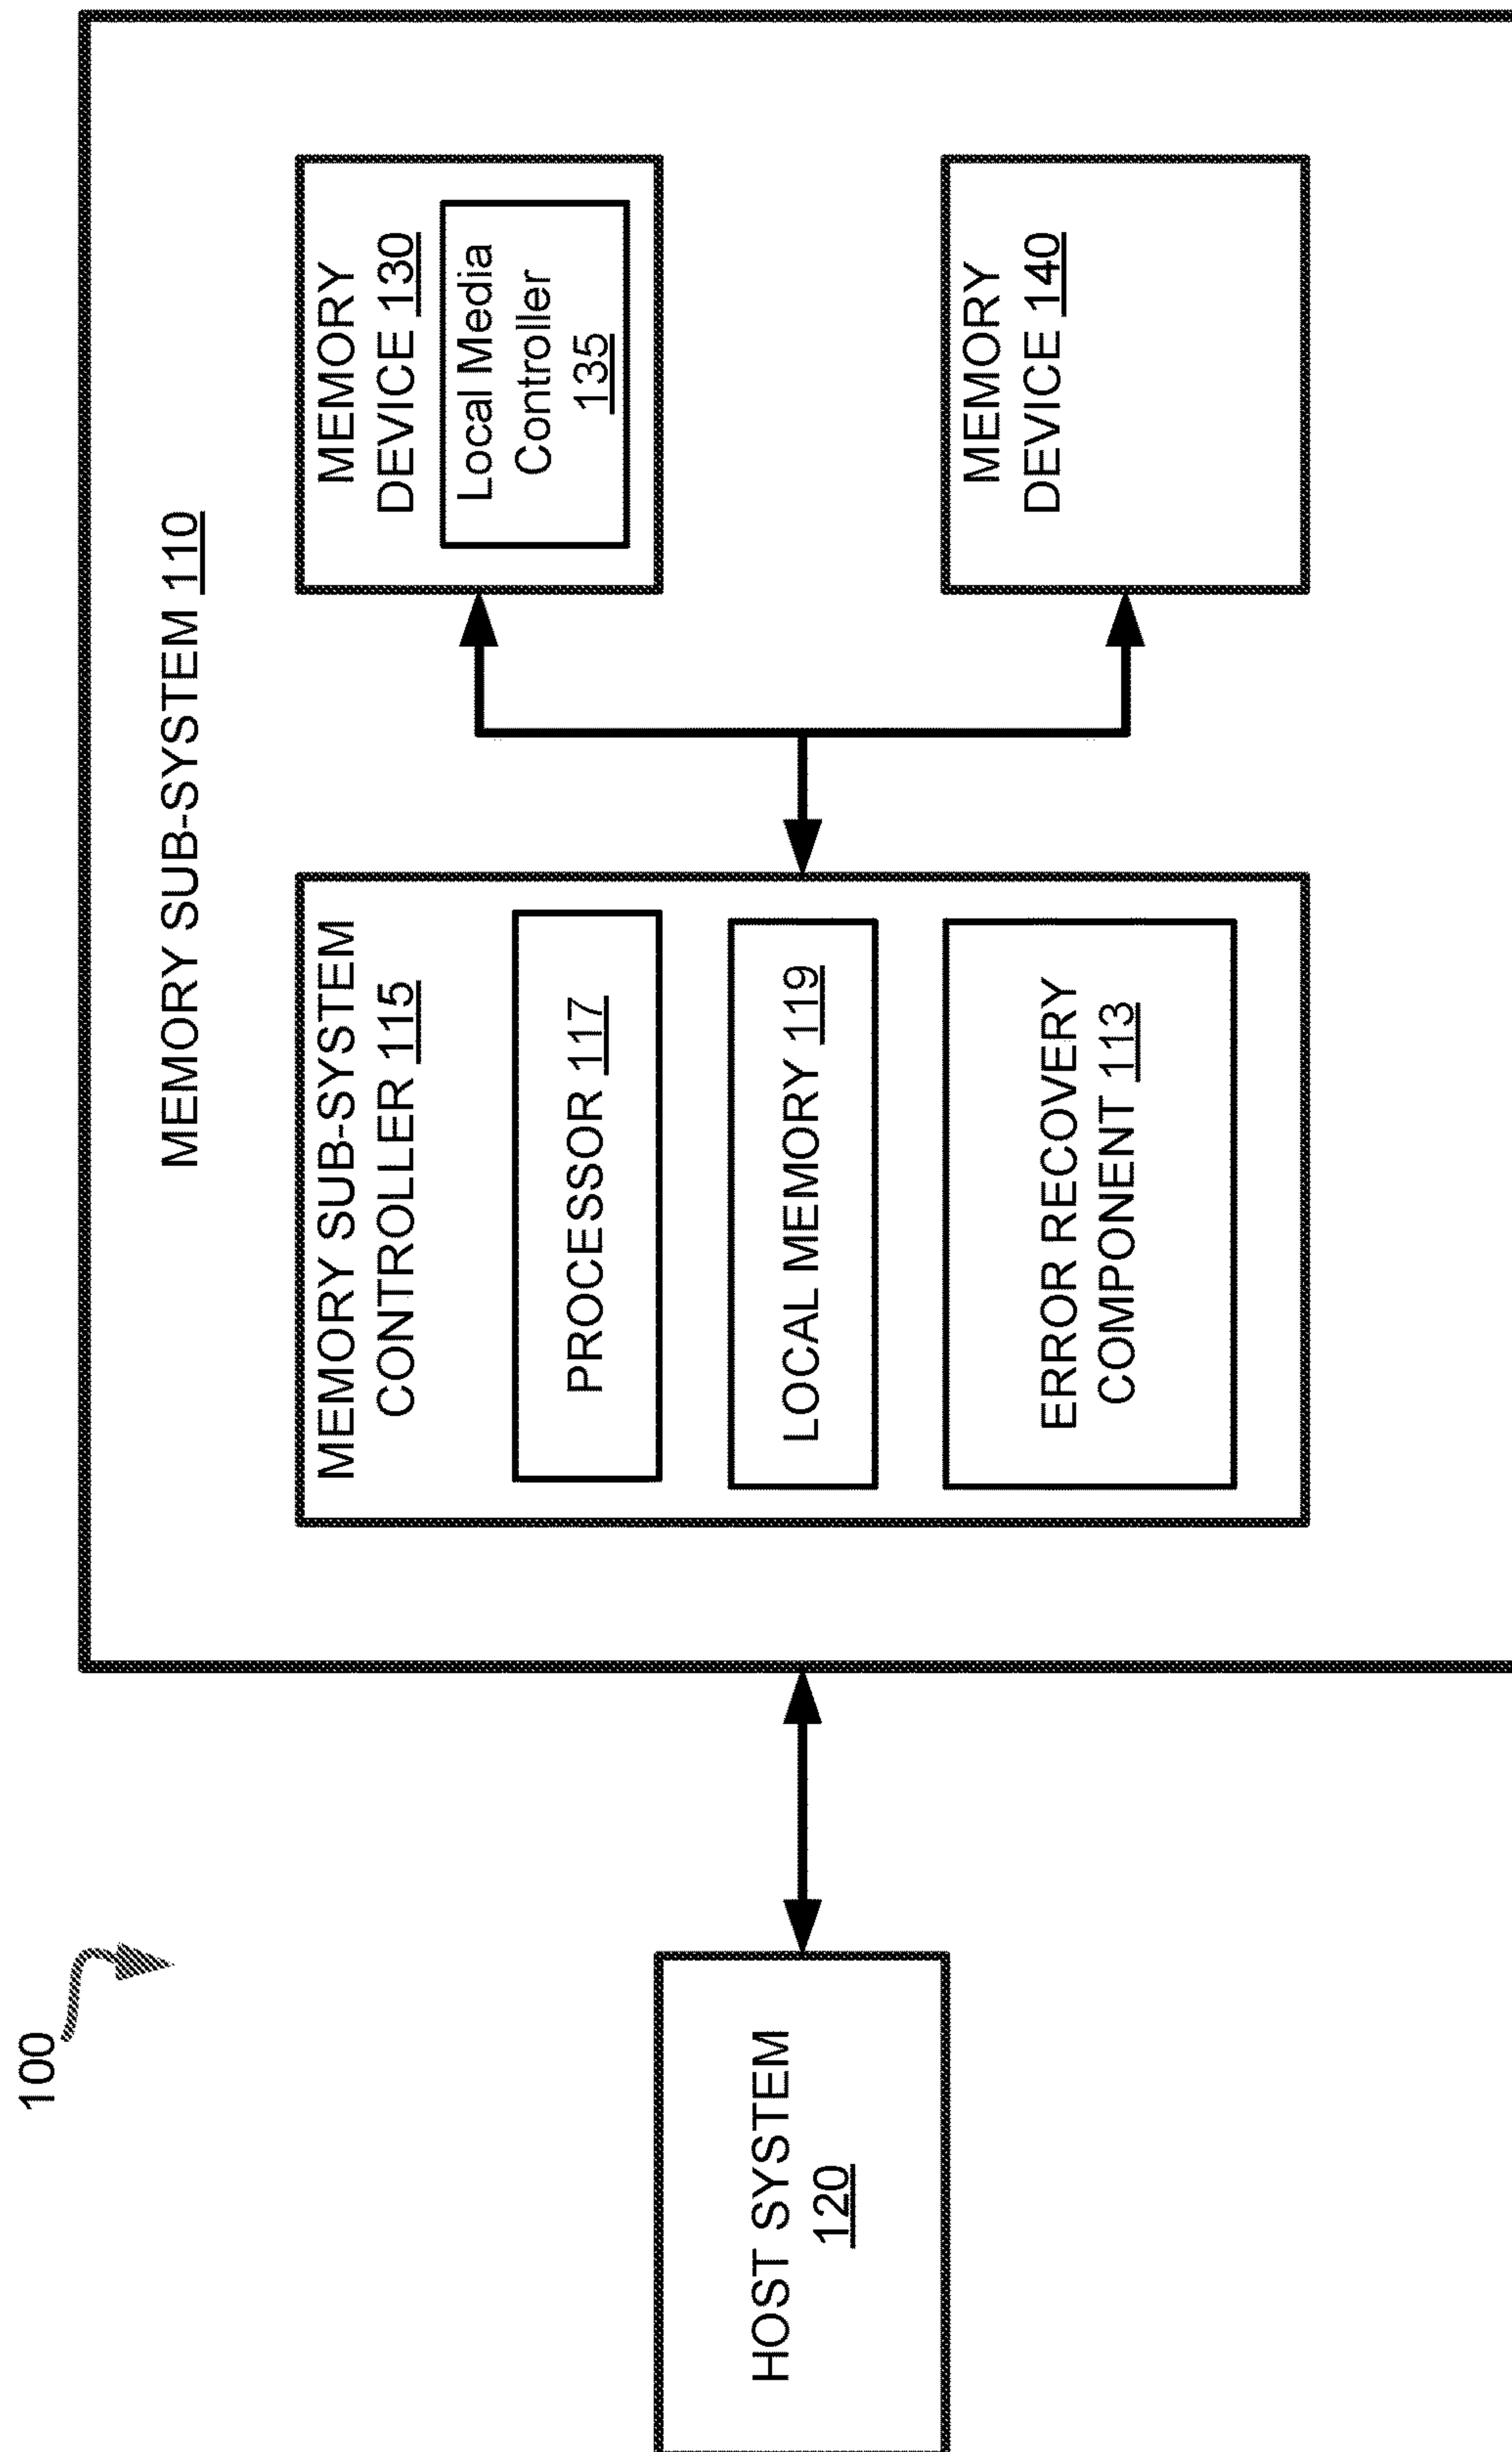 100
HOST SYSTEM
120
MEMORY SUB-SYSTEM 110
MEMORY SUB-SYSTEM
CONTROLLER 115
PROCESSOR 117
LOCAL MEMORY 119
ERROR RECOVERY
COMPONENT 113
MEMORY
DEVICE 130
Local Media
Controller
135
MEMORY
DEVICE 140